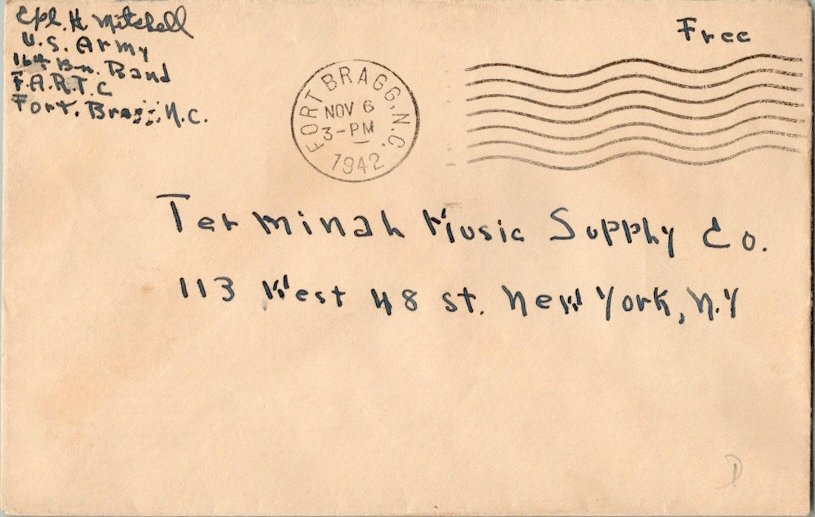 Cpl. H Mitchell
U.S. Army
16th Bn. Band
F.A.R.T.C
Fort. Bragg, N.C.
Free
FORT BRAGG, N.C.
NOV 6
3-PM
1942
Terminal Music Supply Co.
113 West 48 st. New York, N.Y